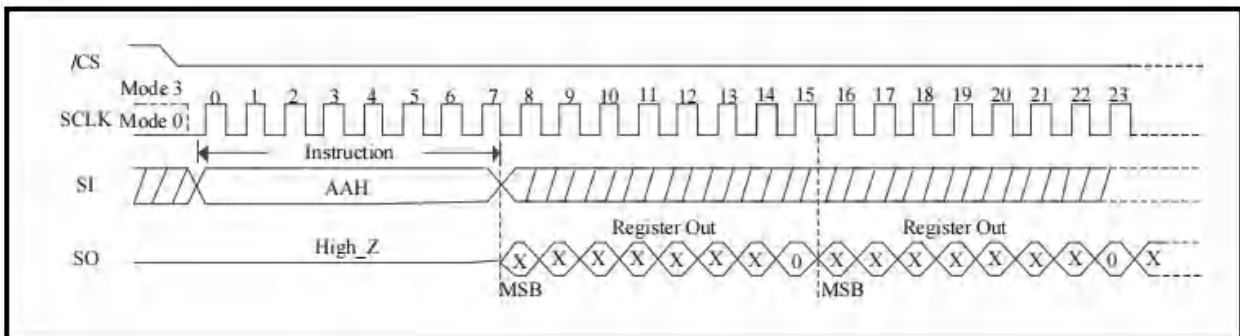 /CS
Mode 3
0 1 2 3 4 5 6 7 8 9 10 11 12 13 14 15 16 17 18 19 20 21 22 23
SCLK Mode 0
Instruction
SI
AAH
Register Out Register Out
High_Z
SO
X X X X X X X 0 X X X X X X X 0 X
MSB MSB